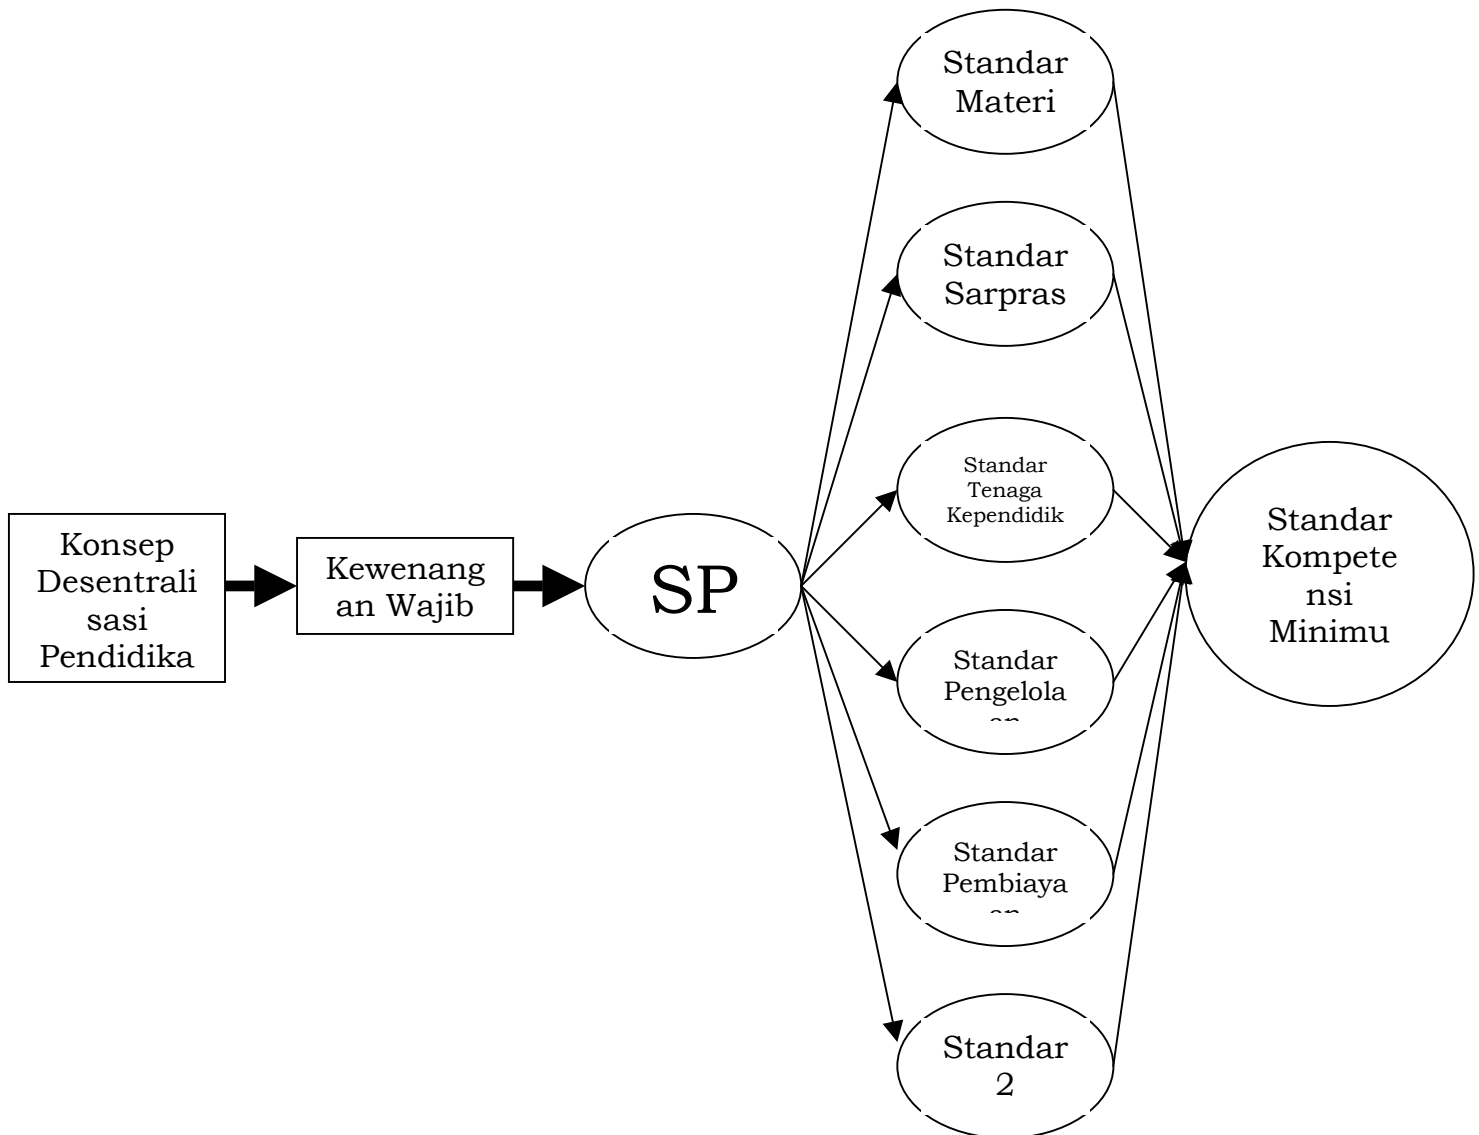 Standar
Materi
Standar
Sarpras
Standar
Tenaga
Kependidik
Konsep
Desentrali
sasi
Pendidika
Kewenang
an Wajib
SP
Standar
Kompete
nsi
Minimu
Standar
Pengelola
Standar
Pembiaya
Standar
2